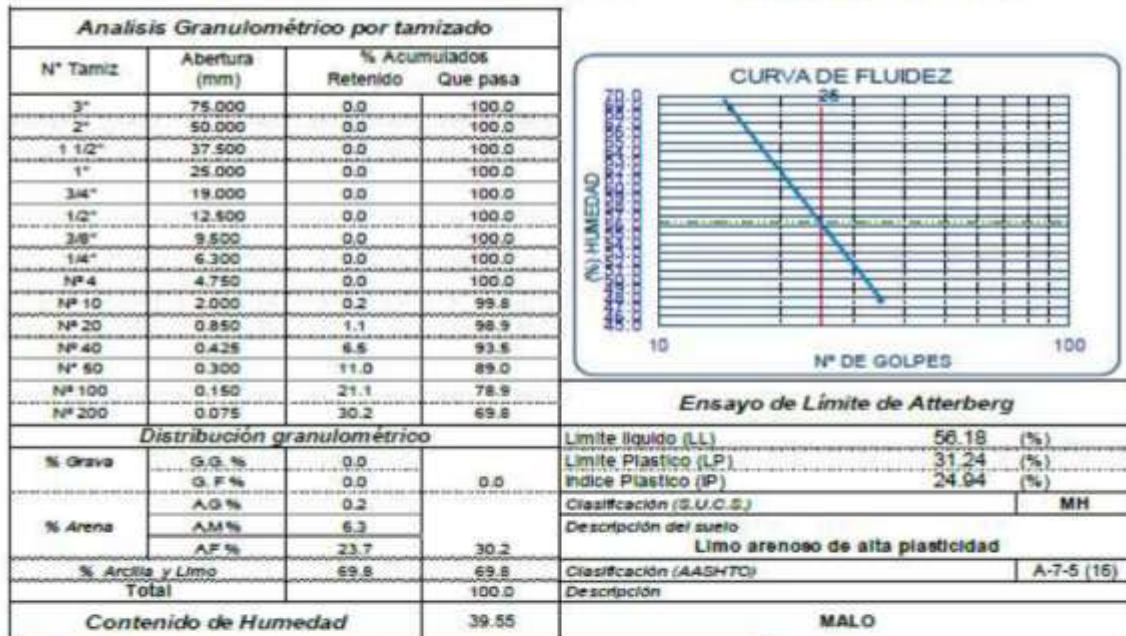 Analisis Granulométrico por tamizado
N° Tamiz Abertura (mm) % Acumulados
Retenido Que pasa
3" 75.000 0.0 100.0
2" 50.000 0.0 100.0
1 1/2" 37.500 0.0 100.0
1" 25.000 0.0 100.0
3/4" 19.000 0.0 100.0
1/2" 12.500 0.0 100.0
3/8" 9.500 0.0 100.0
1/4" 6.300 0.0 100.0
Nº 4 4.750 0.0 100.0
Nº 10 2.000 0.2 99.8
Nº 20 0.850 1.1 98.9
Nº 40 0.425 6.5 93.5
N° 50 0.300 11.0 89.0
Nº 100 0.150 21.1 78.9
Nº 200 0.075 30.2 69.8
Distribución granulométrico
% Grava G.G. % 0.0
G. F % 0.0 0.0
% Arena A.G % 0.2
A.M % 6.3
A.F % 23.7 30.2
% Arcilla y Limo 69.8 69.8
Total 100.0
Contenido de Humedad 39.55
CURVA DE FLUIDEZ
25
(%) HUMEDAD
10 100
N° DE GOLPES
Ensayo de Límite de Atterberg
Limite liquido (LL) 56.18 (%)
Limite Plastico (LP) 31.24 (%)
Indice Plastico (IP) 24.94 (%)
Clasificación (S.U.C.S.) MH
Descripción del suelo
Limo arenoso de alta plasticidad
Clasificación (AASHTO) A-7-5 (16)
Descripción
MALO